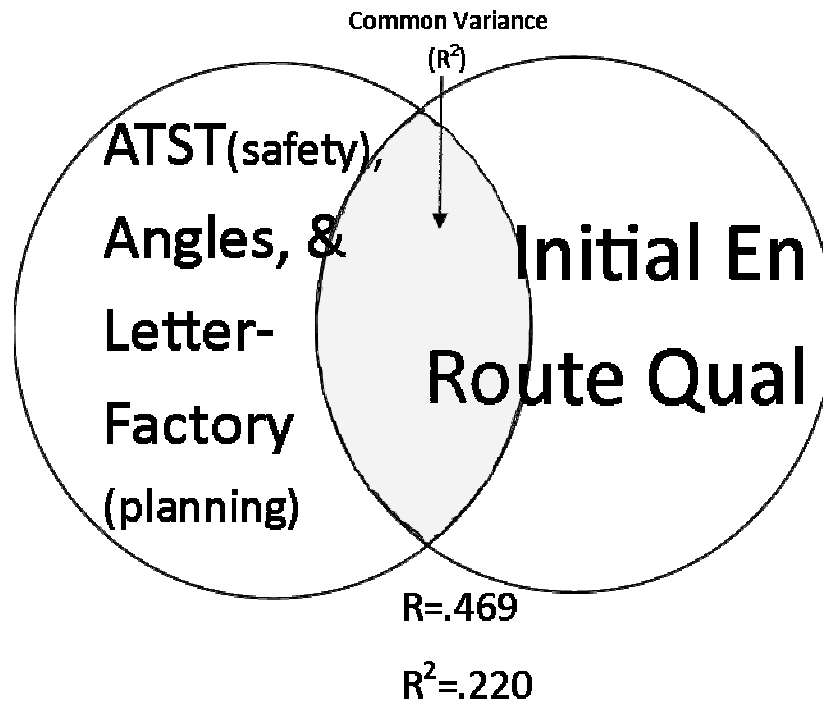 Common Variance
(R²)
ATST(safety),
Angles, &
Letter-
Factory
(planning)
Initial En
Route Qual
R=.469
R²=.220